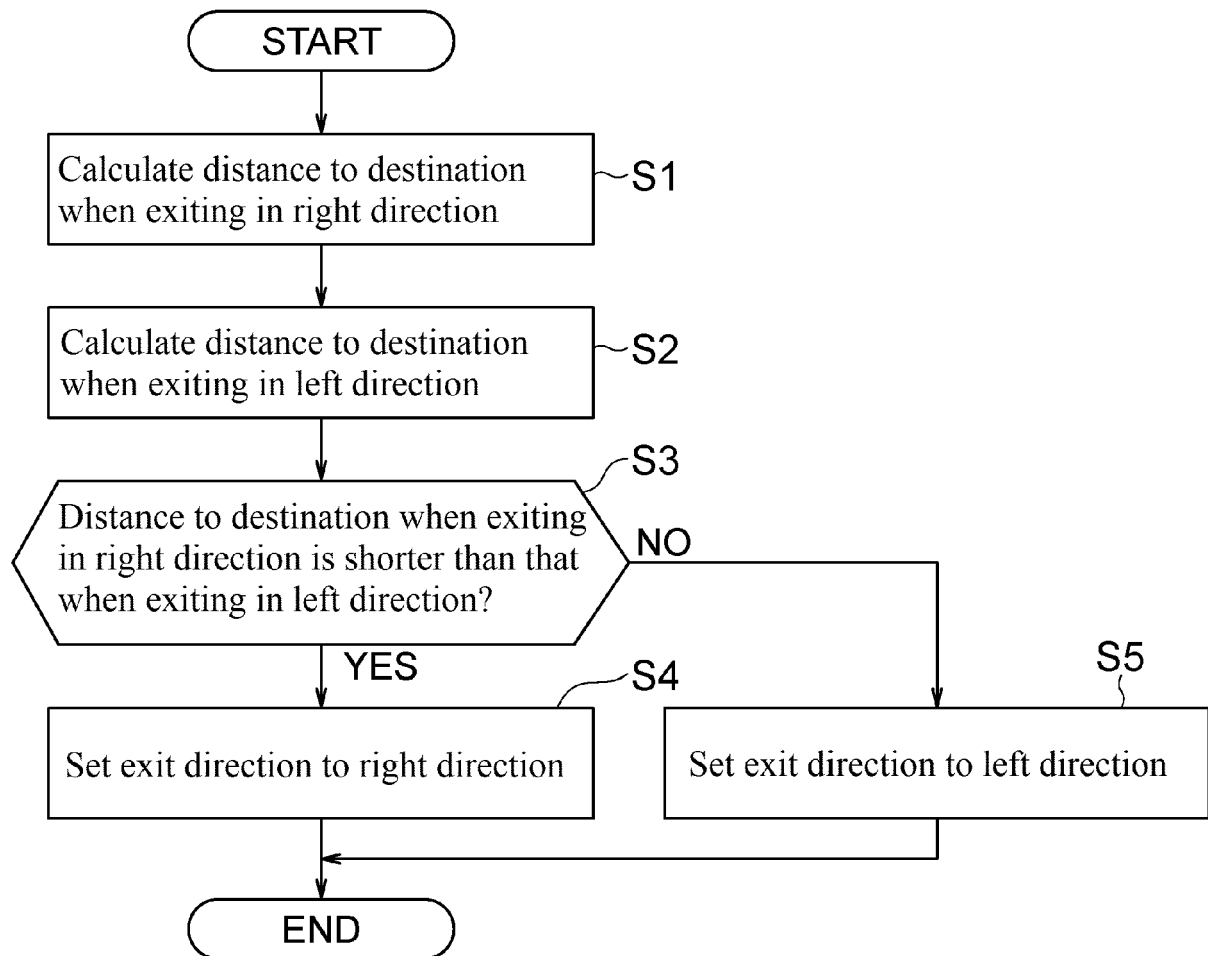 START
Calculate distance to destination
when exiting in right direction
S1
Calculate distance to destination
when exiting in left direction
S2
S3
Distance to destination when exiting
in right direction is shorter than that
when exiting in left direction?
NO
YES
S4
S5
Set exit direction to right direction
Set exit direction to left direction
END